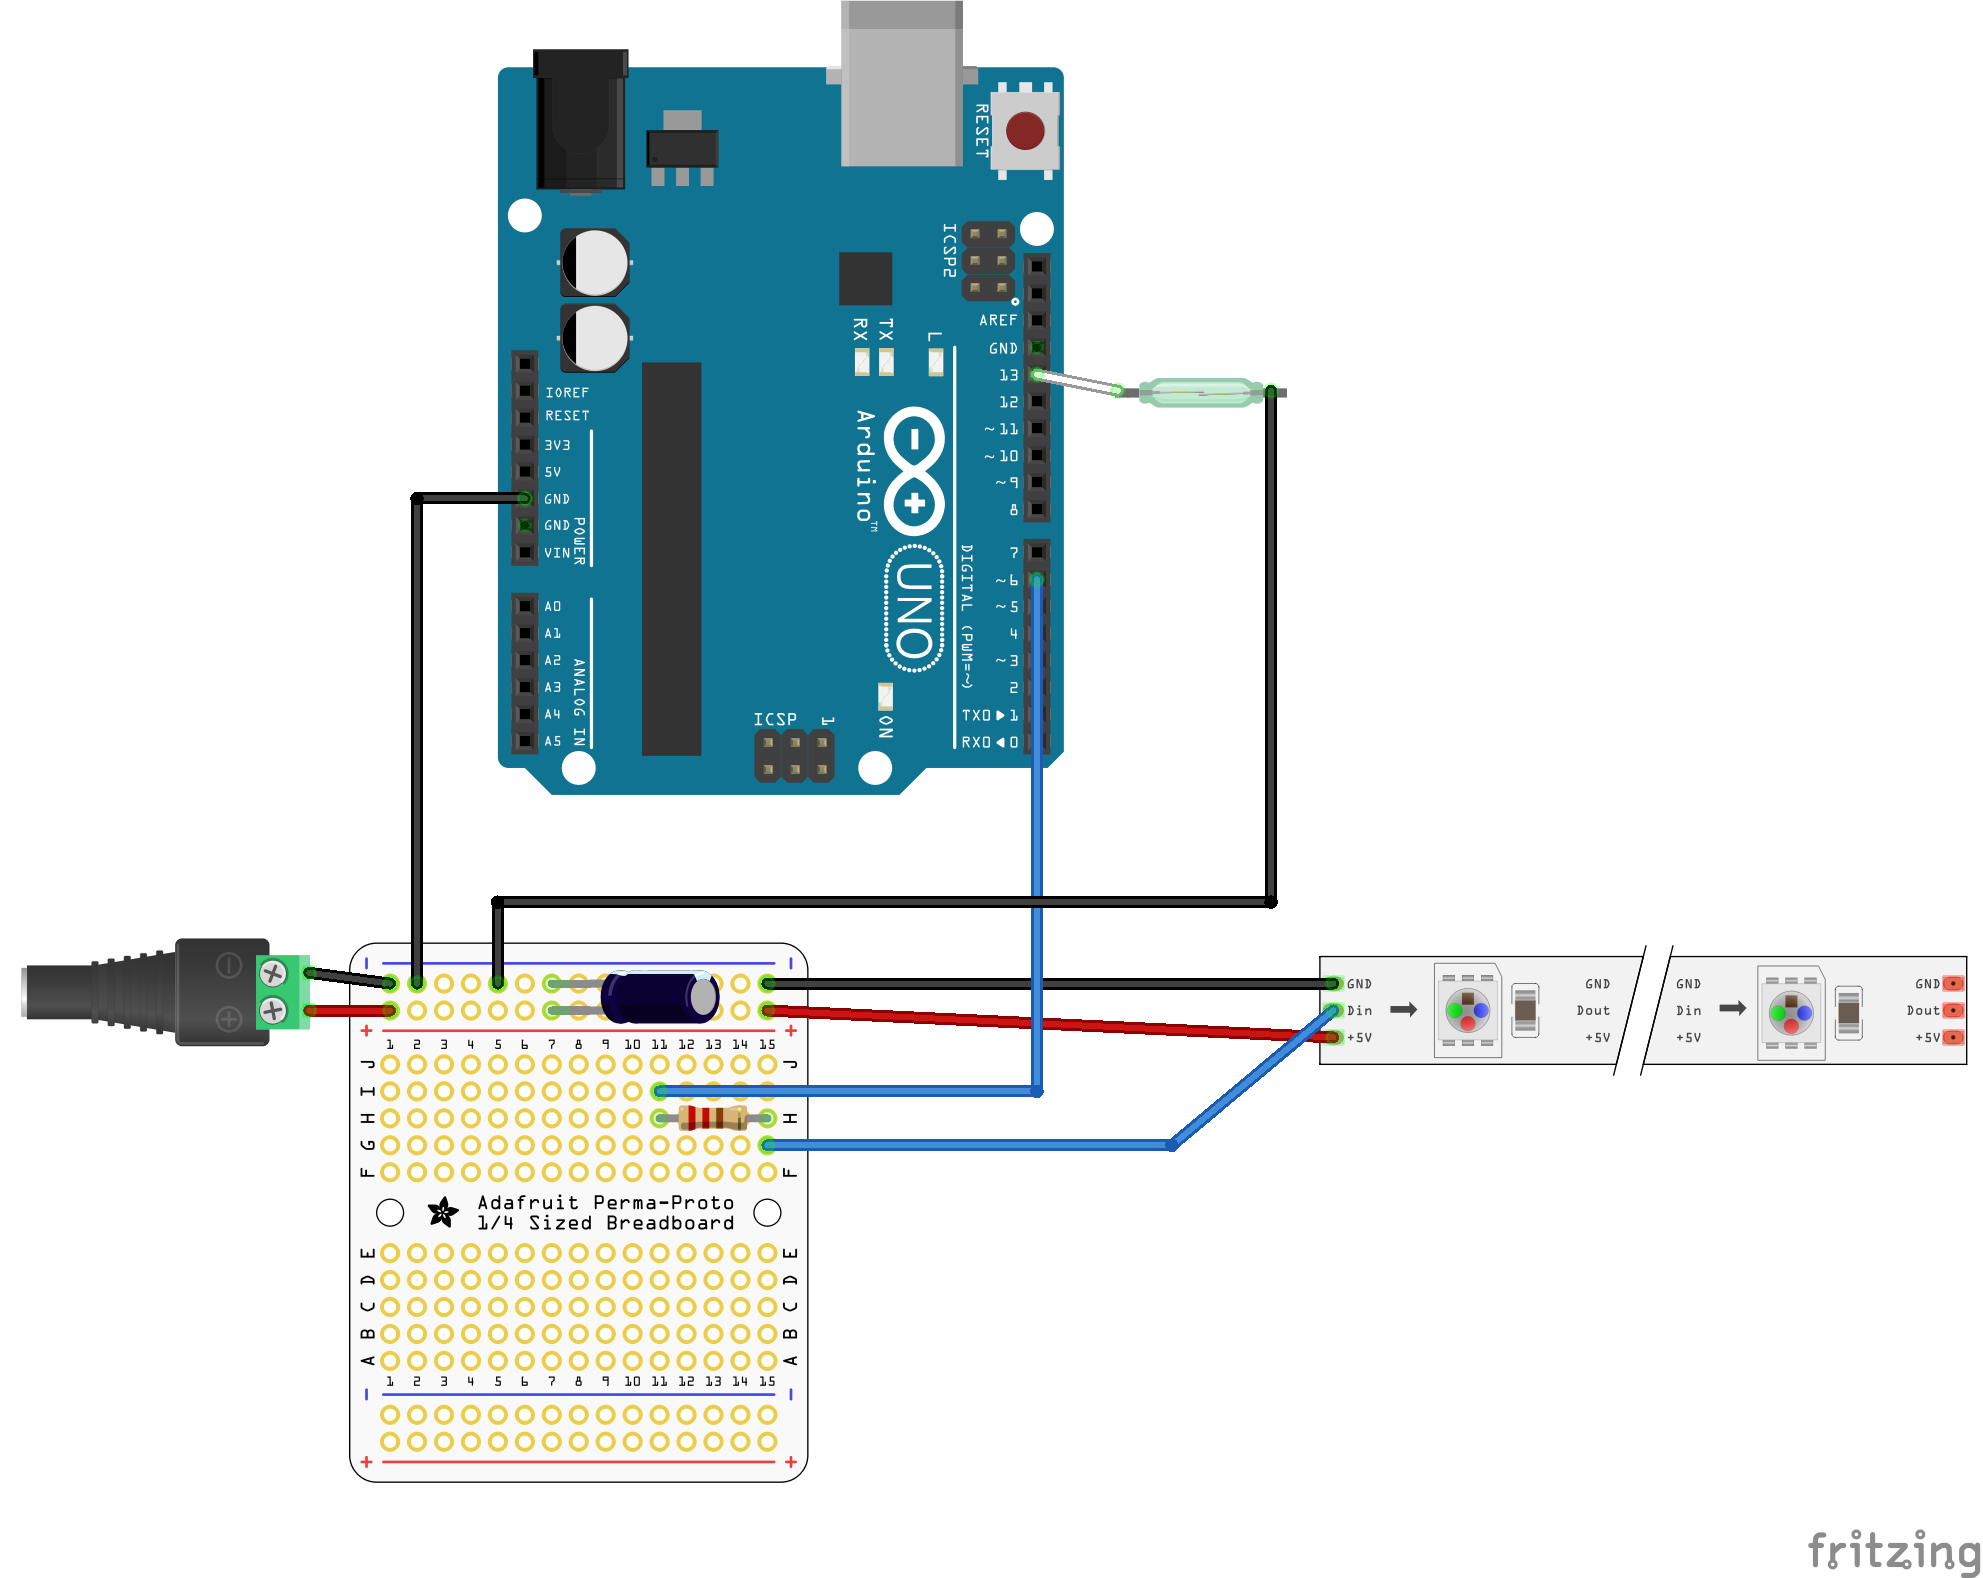 RESET
ICSP2
AREF
GND
13
12
~11
~10
~9
8
7
~6
~5
4
~3
2
TX0▶1
RX0◀0
RX
TX
L
IOREF
RESET
3V3
5V
GND
GND
VIN
POWER
A0
A1
A2
A3
A4
A5
ANALOG IN
Arduino™
UNO
DIGITAL (PWM=~)
ON
ICSP 1
- -
+ +
1 2 3 4 5 6 7 8 9 10 11 12 13 14 15
J J
I
H H
G
F F
Adafruit Perma-Proto
1/4 Sized Breadboard
E E
D D
C C
B B
A A
1 2 3 4 5 6 7 8 9 10 11 12 13 14 15
- -
+ +
GND GND GND GND
Din Dout Din Dout
+5V +5V +5V +5V
fritzing